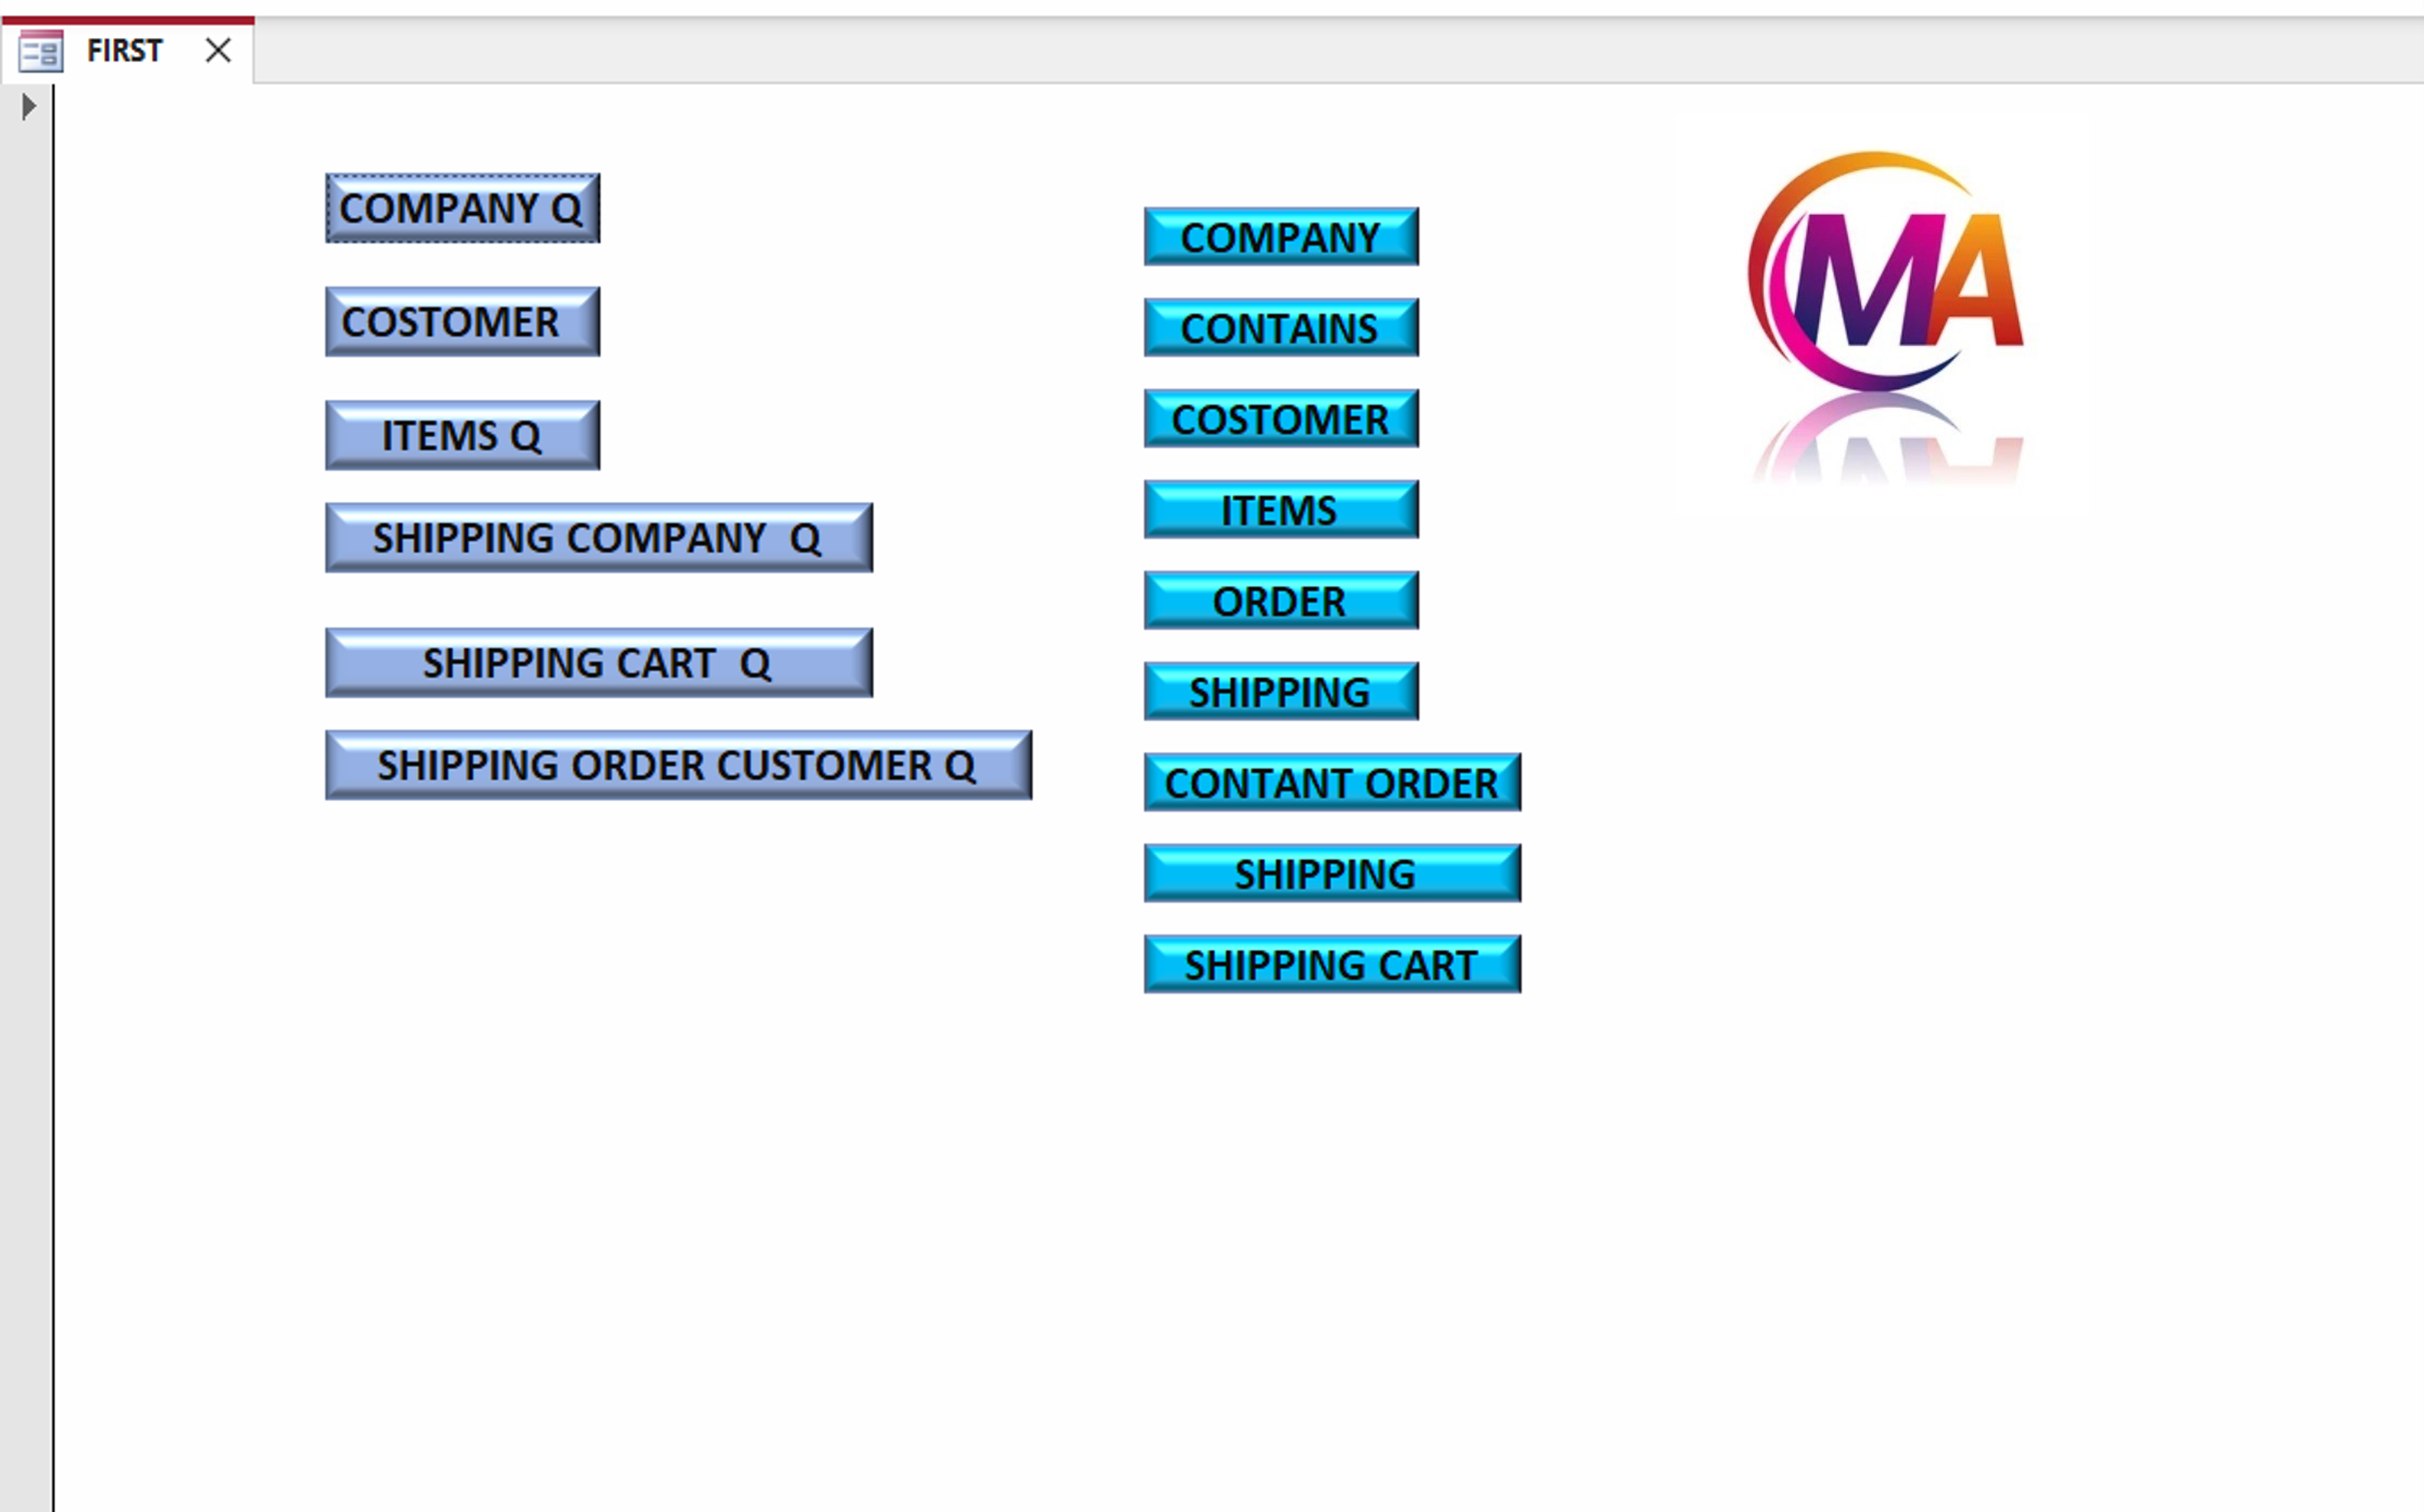 FIRST
COMPANY Q
COSTOMER
ITEMS Q
SHIPPING COMPANY  Q
SHIPPING CART  Q
SHIPPING ORDER CUSTOMER Q
COMPANY
CONTAINS
COSTOMER
ITEMS
ORDER
SHIPPING
CONTANT ORDER
SHIPPING
SHIPPING CART
MA